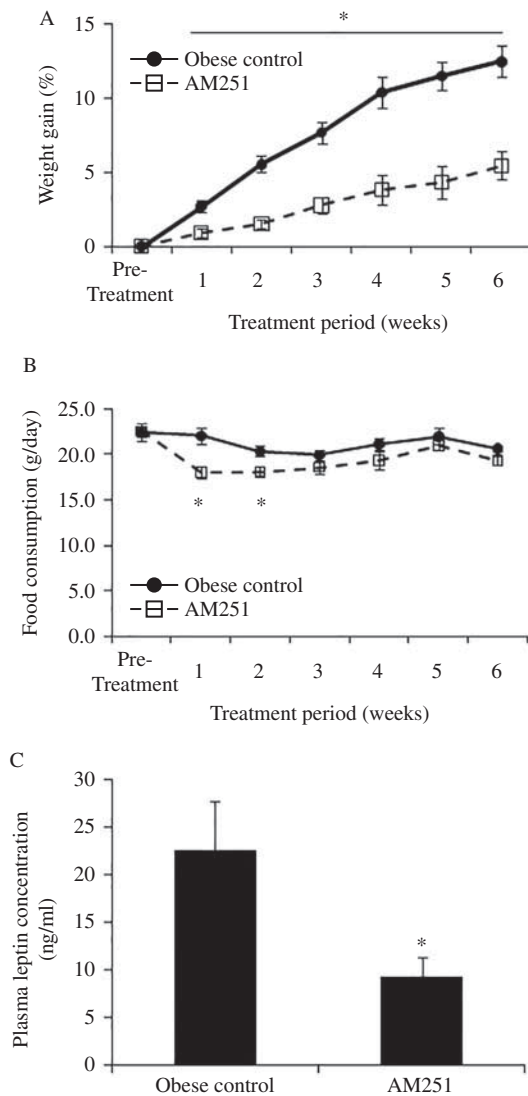 A
*
15
Obese control
AM251
10
Weight gain (%)
5
0
Pre-
Treatment
1 2 3 4 5 6
Treatment period (weeks)
B
25.0
20.0
15.0
* *
10.0
Food consumption (g/day)
5.0
Obese control
AM251
0.0
Pre-
Treatment
1 2 3 4 5 6
Treatment period (weeks)
C
30
25
20
15
Plasma leptin concentration
(ng/ml)
*
10
5
0
Obese control AM251